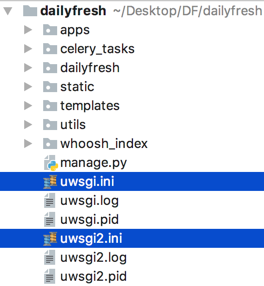 dailyfresh ~/Desktop/DF/dailyfresh
apps
celery_tasks
dailyfresh
static
templates
utils
whoosh_index
manage.py
uwsgi.ini
uwsgi.log
uwsgi.pid
uwsgi2.ini
uwsgi2.log
uwsgi2.pid